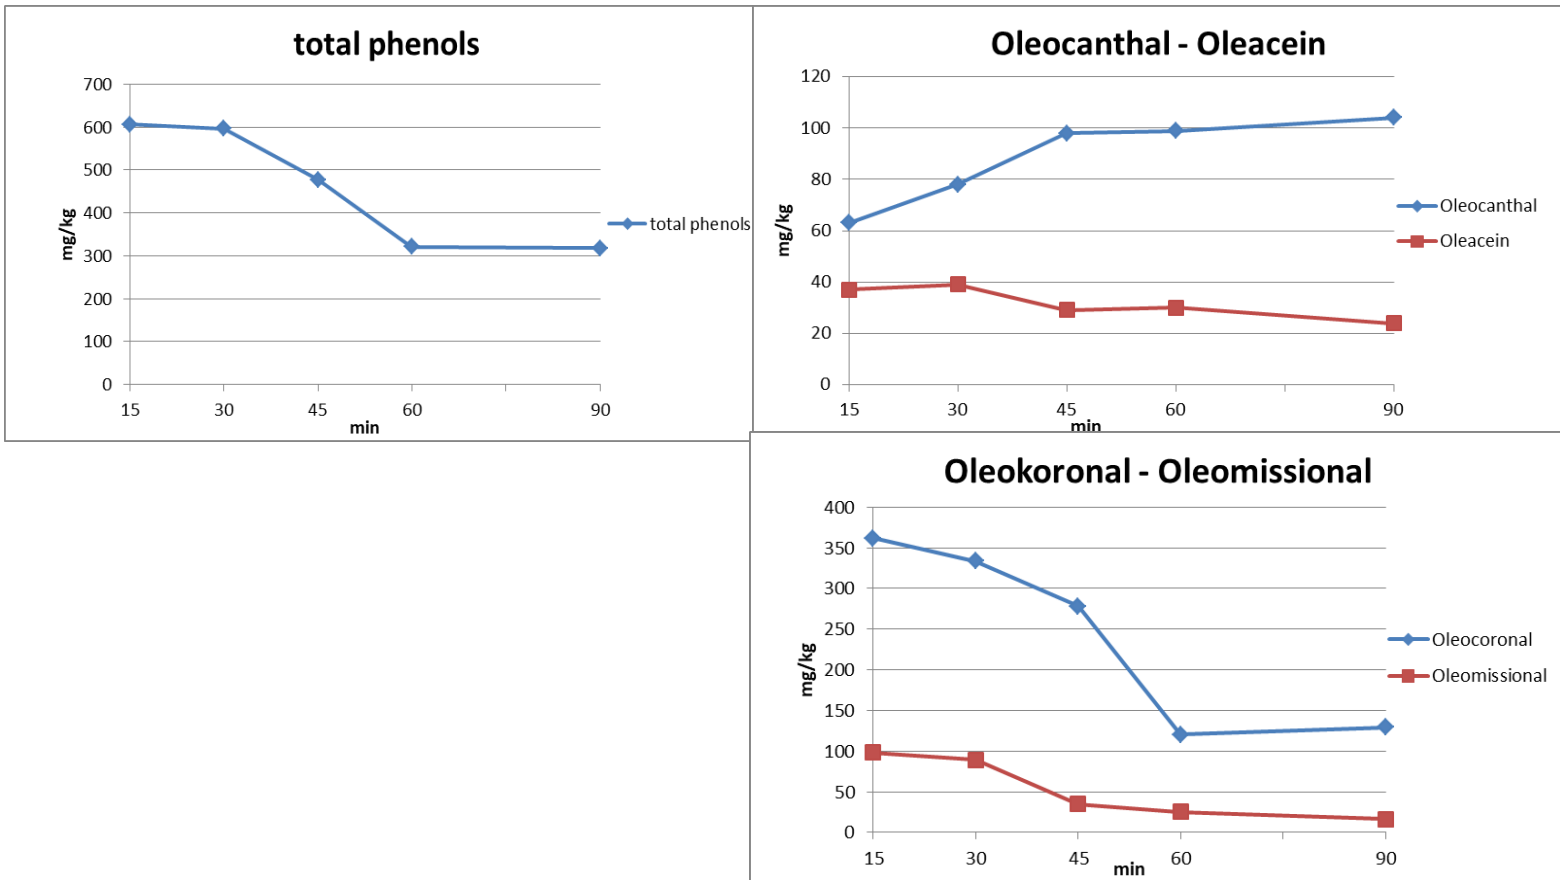 total phenols
700
600
500
400
300
200
100
0
mg/kg
15 30 45 60 90
min
total phenols
Oleocanthal - Oleacein
120
100
80
60
40
20
0
mg/kg
15 30 45 60 90
min
Oleocanthal
Oleacein
Oleokoronal - Oleomissional
400
350
300
250
200
150
100
50
0
mg/kg
15 30 45 60 90
min
Oleocoronal
Oleomissional